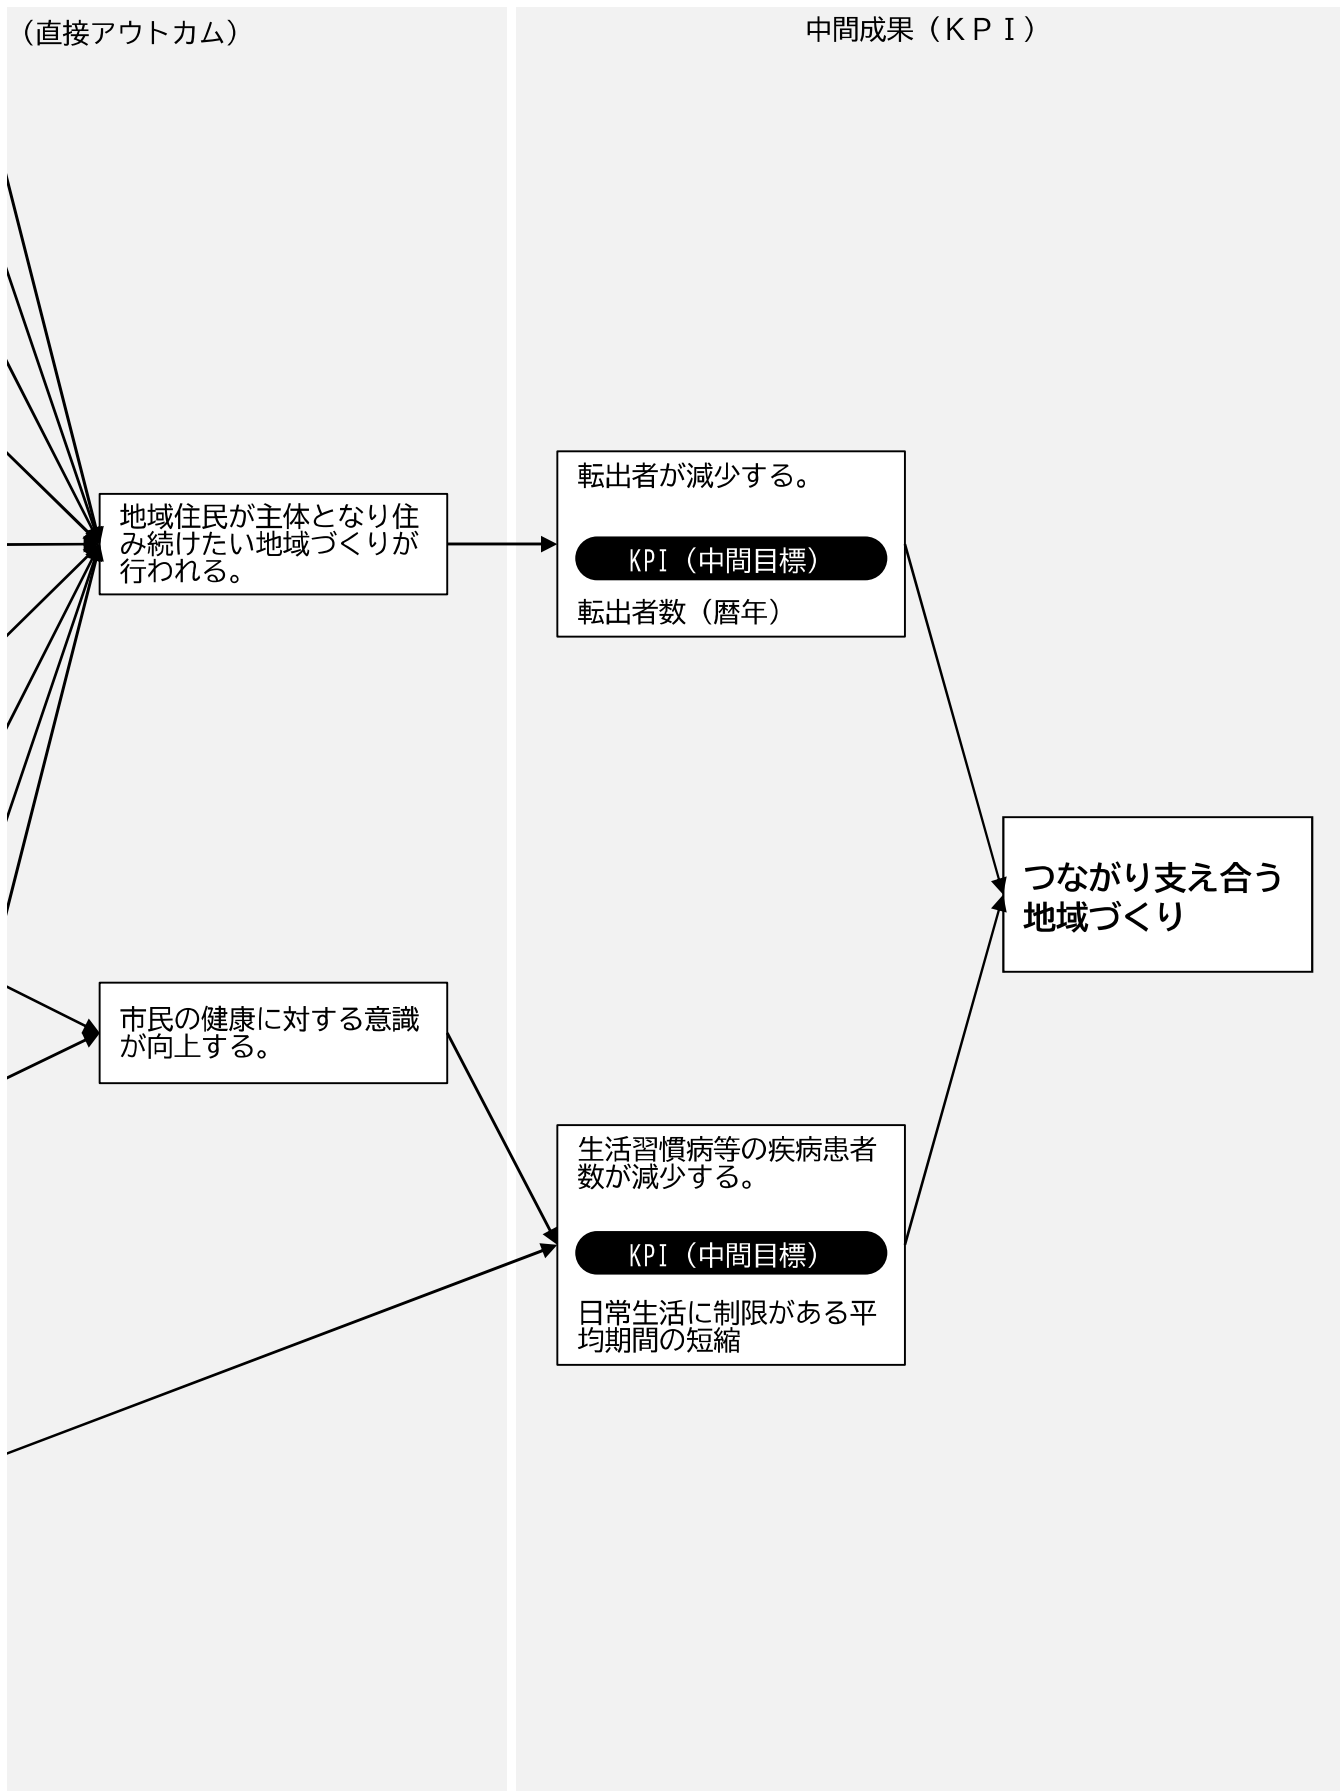 （直接アウトカム）
中間成果（ＫＰＩ）
地域住民が主体となり住
み続けたい地域づくりが
行われる。
転出者が減少する。
KPI（中間目標）
転出者数（暦年）
つながり支え合う
地域づくり
市民の健康に対する意識
が向上する。
生活習慣病等の疾病患者
数が減少する。
KPI（中間目標）
日常生活に制限がある平
均期間の短縮